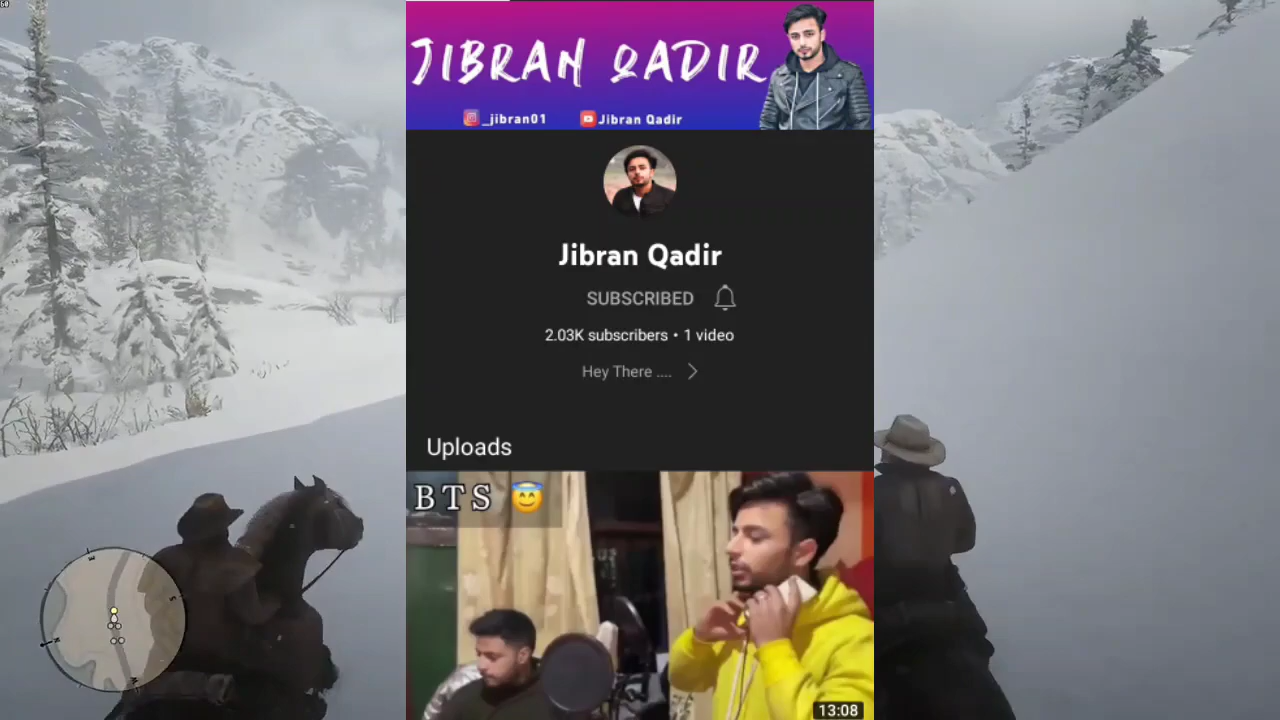 60
JIBRAN QADIR
_jibran01 Jibran Qadir
Jibran Qadir
SUBSCRIBED
2.03K subscribers • 1 video
Hey There ....
Uploads
BTS 😇
13:08